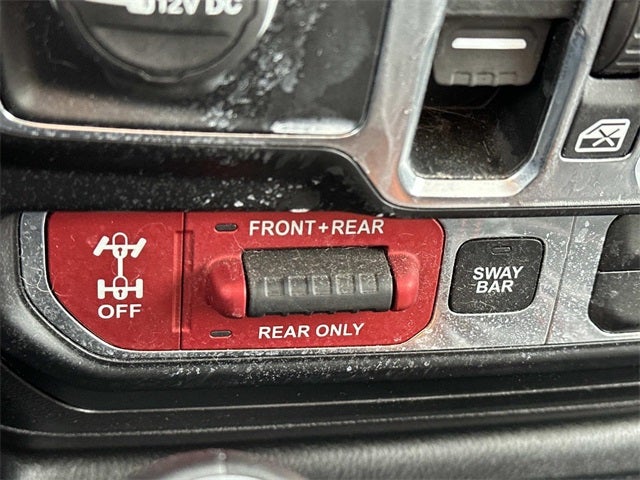 12V DC
FRONT+REAR
OFF
REAR ONLY
SWAY
BAR